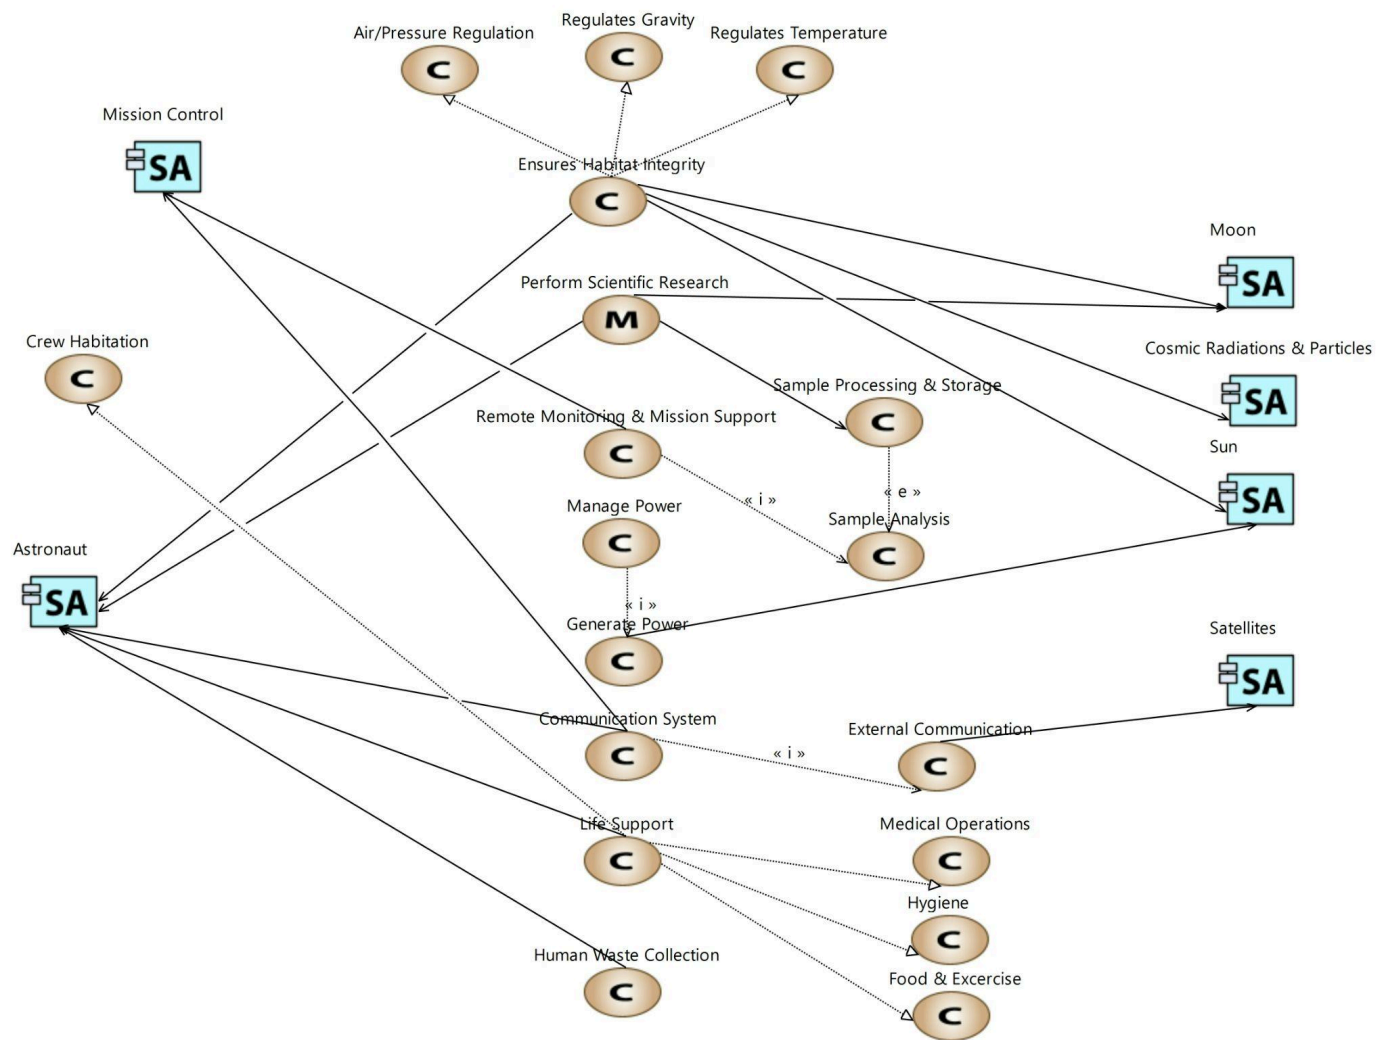 Regulates Gravity
Air/Pressure Regulation
Regulates Temperature
C
C
C
Mission Control
SA
Ensures Habitat Integrity
C
Moon
SA
Perform Scientific Research
M
Crew Habitation
C
Cosmic Radiations & Particles
SA
Sample Processing & Storage
C
Remote Monitoring & Mission Support
C
Sun
SA
« i »
« e »
Manage Power
C
Sample Analysis
C
Astronaut
SA
« i »
Generate Power
C
Satellites
SA
Communication System
C
External Communication
C
« i »
Life Support
C
Medical Operations
C
Hygiene
C
Human Waste Collection
C
Food & Excercise
C